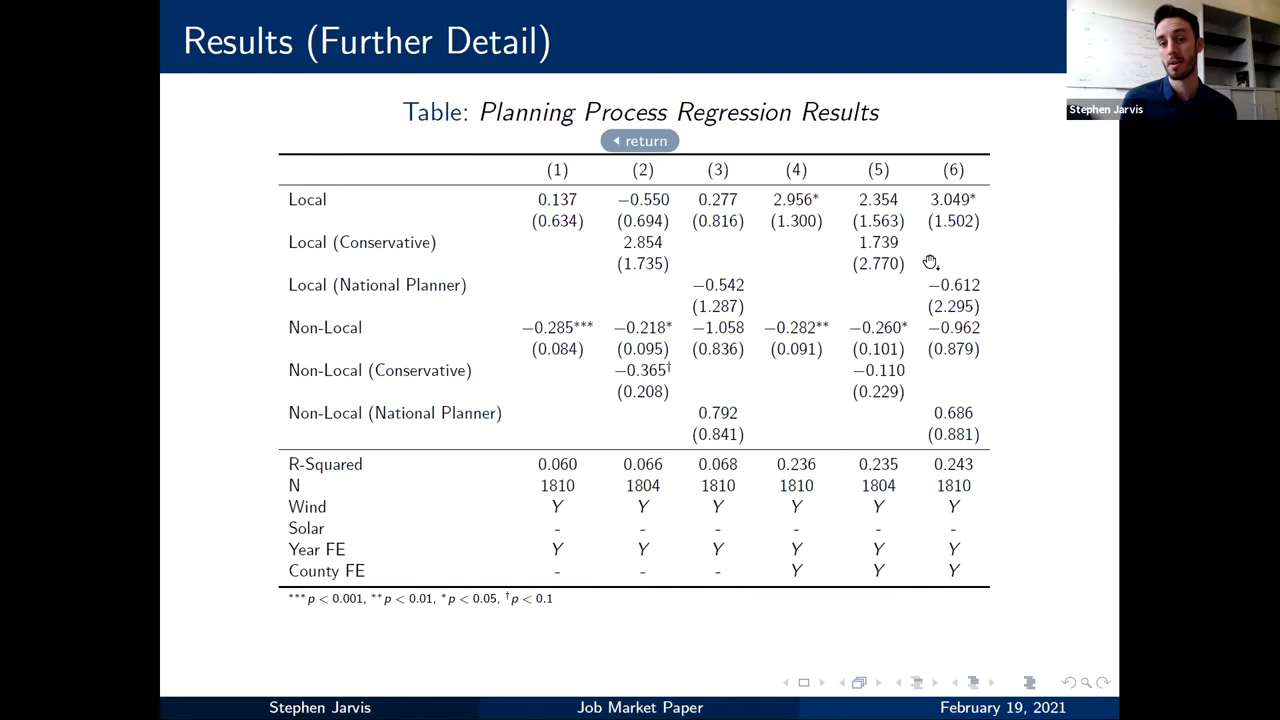 Results (Further Detail)
Stephen Jarvis
Table: Planning Process Regression Results
return
(1) (2) (3) (4) (5) (6)
Local 0.137 −0.550 0.277 2.956* 2.354 3.049*
(0.634) (0.694) (0.816) (1.300) (1.563) (1.502)
Local (Conservative) 2.854 1.739
(1.735) (2.770)
Local (National Planner) −0.542 −0.612
(1.287) (2.295)
Non-Local −0.285*** −0.218* −1.058 −0.282** −0.260* −0.962
(0.084) (0.095) (0.836) (0.091) (0.101) (0.879)
Non-Local (Conservative) −0.365† −0.110
(0.208) (0.229)
Non-Local (National Planner) 0.792 0.686
(0.841) (0.881)
R-Squared 0.060 0.066 0.068 0.236 0.235 0.243
N 1810 1804 1810 1810 1804 1810
Wind Y Y Y Y Y Y
Solar - - - - - -
Year FE Y Y Y Y Y Y
County FE - - - Y Y Y
***p < 0.001, **p < 0.01, *p < 0.05, †p < 0.1
Stephen Jarvis Job Market Paper February 19, 2021